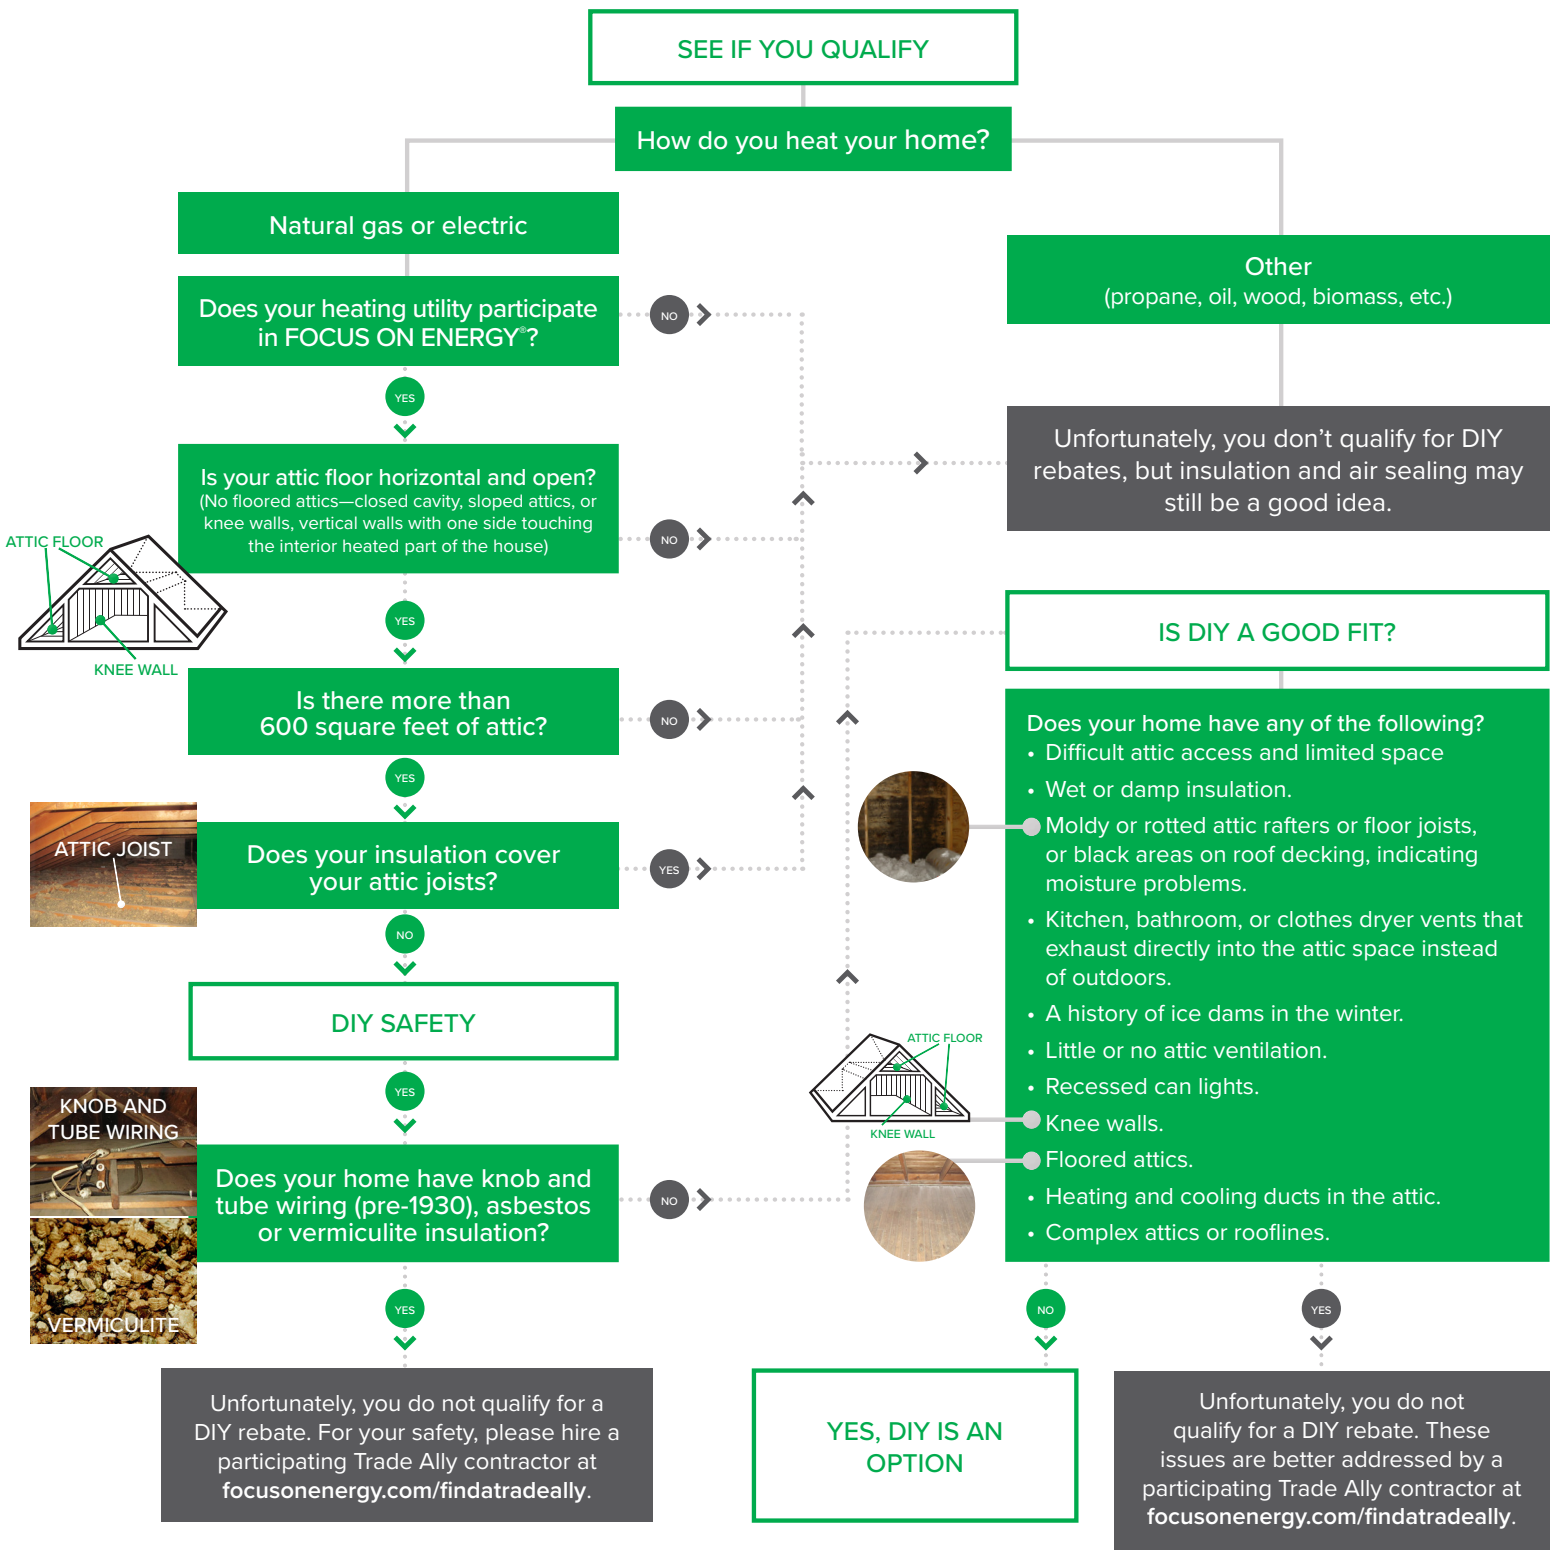 SEE IF YOU QUALIFY
How do you heat your home?
Natural gas or electric
Other
(propane, oil, wood, biomass, etc.)
Does your heating utility participate
in FOCUS ON ENERGY®?
NO
YES
Unfortunately, you don’t qualify for DIY
rebates, but insulation and air sealing may
still be a good idea.
Is your attic floor horizontal and open?
(No floored attics—closed cavity, sloped attics, or
knee walls, vertical walls with one side touching
the interior heated part of the house)
NO
ATTIC FLOOR
KNEE WALL
YES
Is there more than
600 square feet of attic?
NO
YES
ATTIC JOIST
Does your insulation cover
your attic joists?
YES
NO
DIY SAFETY
YES
KNOB AND
TUBE WIRING
VERMICULITE
Does your home have knob and
tube wiring (pre-1930), asbestos
or vermiculite insulation?
NO
YES
Unfortunately, you do not qualify for a
DIY rebate. For your safety, please hire a
participating Trade Ally contractor at
focusonenergy.com/findatradeally.
IS DIY A GOOD FIT?
Does your home have any of the following?
• Difficult attic access and limited space
• Wet or damp insulation.
Moldy or rotted attic rafters or floor joists,
or black areas on roof decking, indicating
moisture problems.
• Kitchen, bathroom, or clothes dryer vents that
exhaust directly into the attic space instead
of outdoors.
• A history of ice dams in the winter.
• Little or no attic ventilation.
• Recessed can lights.
Knee walls.
Floored attics.
• Heating and cooling ducts in the attic.
• Complex attics or rooflines.
ATTIC FLOOR
KNEE WALL
NO
YES
YES, DIY IS AN
OPTION
Unfortunately, you do not
qualify for a DIY rebate. These
issues are better addressed by a
participating Trade Ally contractor at
focusonenergy.com/findatradeally.